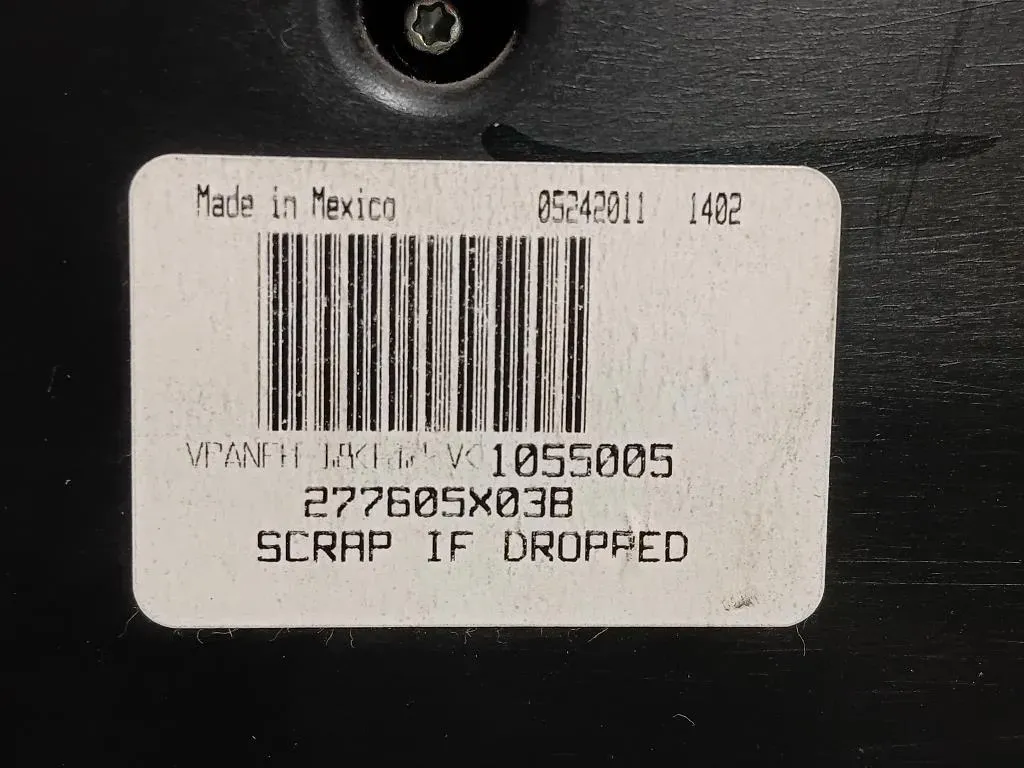 Made in Mexico 05242011 1402
1055005
277605X03B
SCRAP IF DROPPED